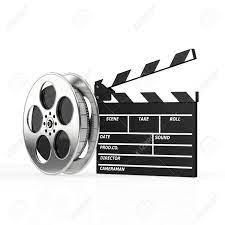 SCENE TAKE ROLL
DATE SOUND
PROD.CO.
DIRECTOR
CAMERAMAN